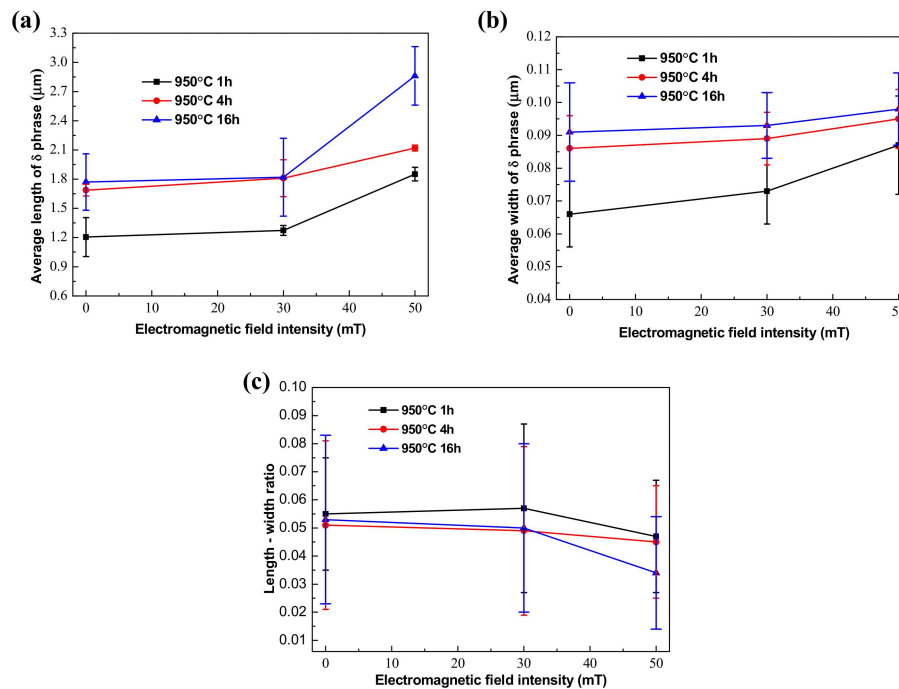 (a)
3.3
3.0
2.7
2.4
2.1
1.8
1.5
1.2
0.9
0.6
Average length of δ phrase (μm)
950°C 1h
950°C 4h
950°C 16h
0 10 20 30 40 50
Electromagnetic field intensity (mT)
(b)
0.12
0.11
0.10
0.09
0.08
0.07
0.06
0.05
0.04
Average width of δ phrase (μm)
950°C 1h
950°C 4h
950°C 16h
0 10 20 30 40 50
Electromagnetic field intensity (mT)
(c)
0.10
0.09
0.08
0.07
0.06
0.05
0.04
0.03
0.02
0.01
Length - width ratio
950°C 1h
950°C 4h
950°C 16h
0 10 20 30 40 50
Electromagnetic field intensity (mT)